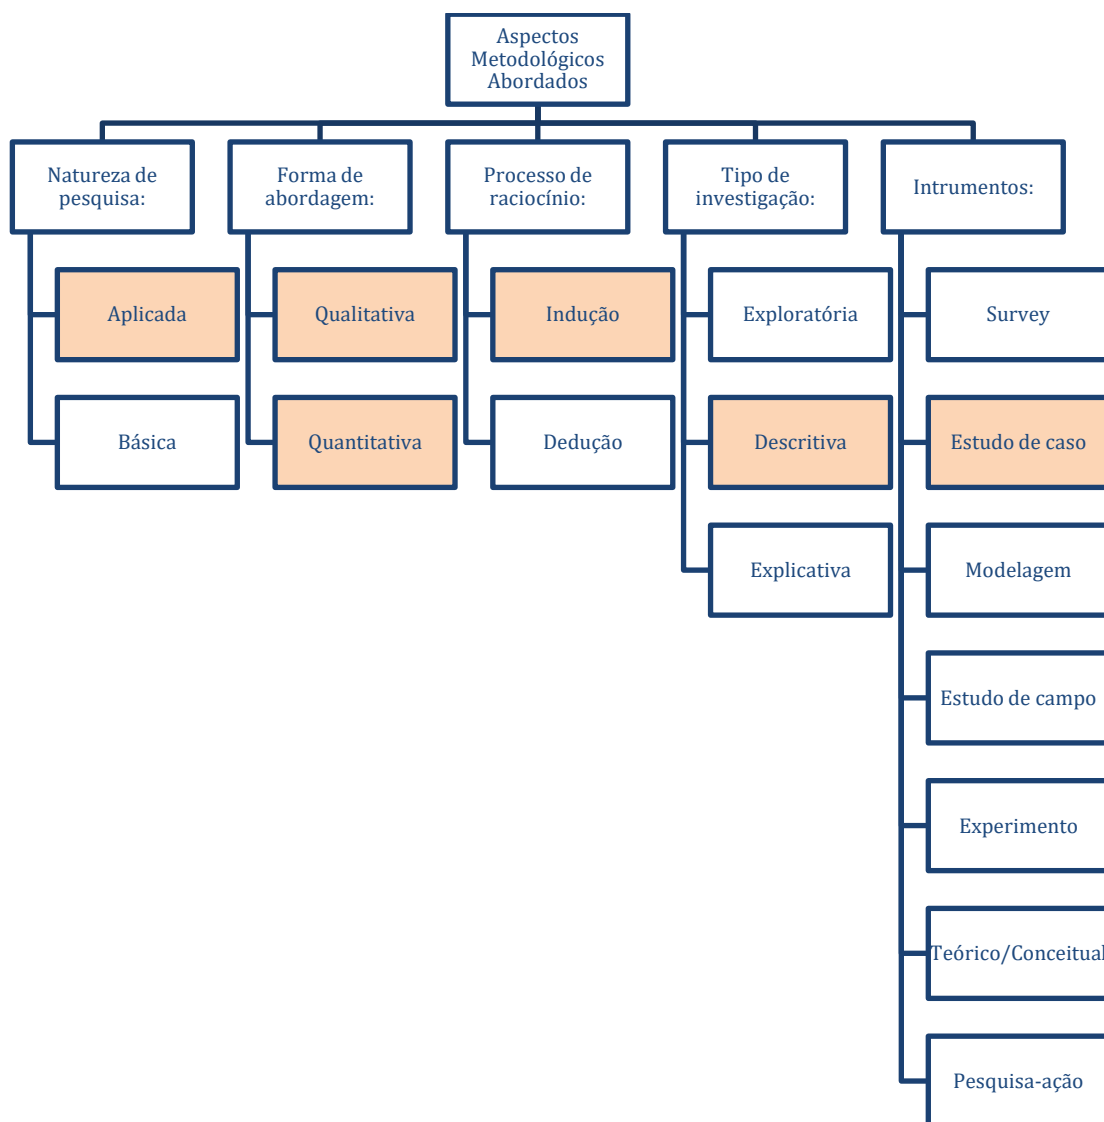 Aspectos
Metodológicos
Abordados
Natureza de
pesquisa:
Aplicada
Básica
Forma de
abordagem:
Qualitativa
Quantitativa
Processo de
raciocínio:
Indução
Dedução
Tipo de
investigação:
Exploratória
Descritiva
Explicativa
Intrumentos:
Survey
Estudo de caso
Modelagem
Estudo de campo
Experimento
Teórico/Conceitual
Pesquisa-ação